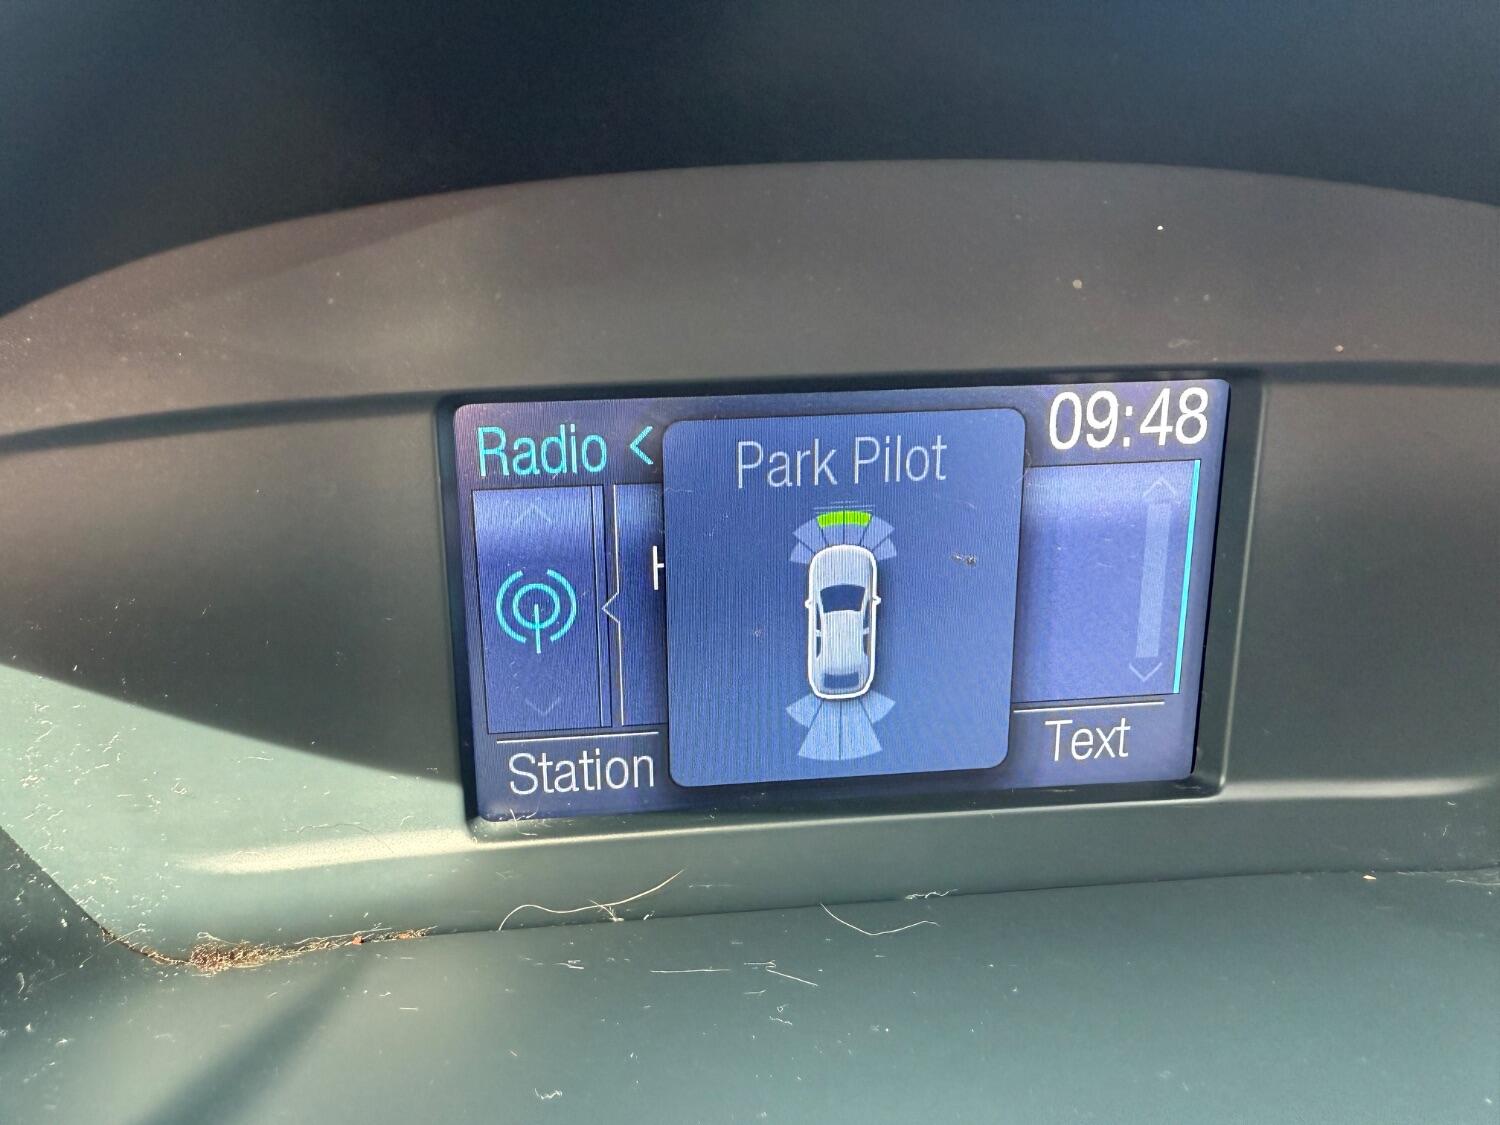 Radio <
09:48
Park Pilot
H
Station
Text